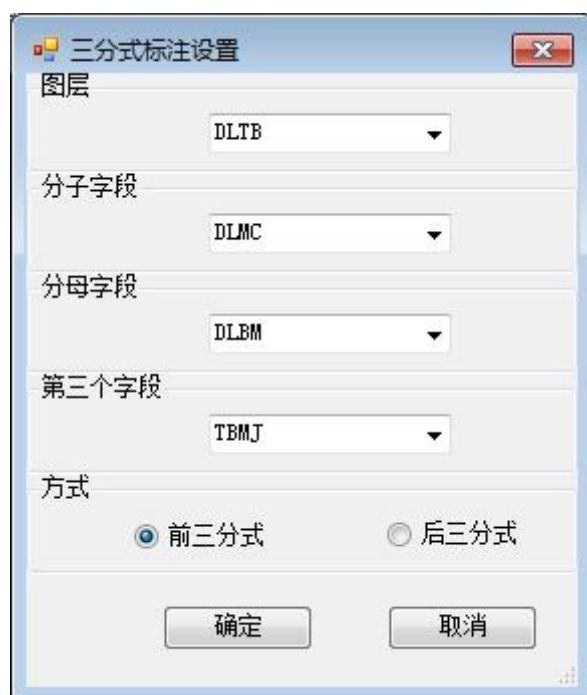 三分式标注设置
图层
DLTB
分子字段
DLMC
分母字段
DLBM
第三个字段
TBMJ
方式
前三分式 后三分式
确定 取消